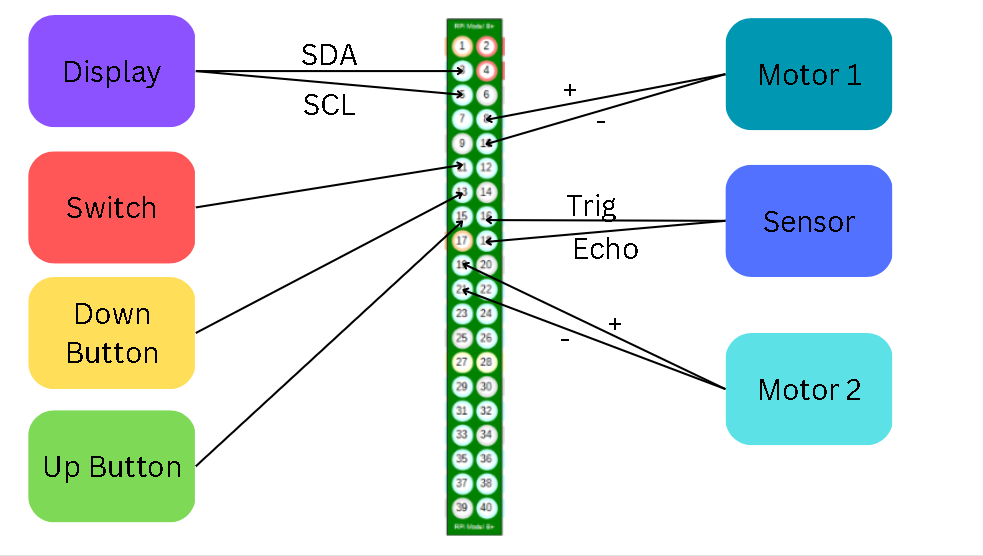 RPi Model B+
Display
SDA
SCL
Switch
Down
Button
Up Button
1 2
3 4
5 6
7 8
9 10
11 12
13 14
15 16
17 18
19 20
21 22
23 24
25 26
27 28
29 30
31 32
33 34
35 36
37 38
39 40
RPi Model B+
+
-
Motor 1
Trig
Echo
Sensor
+
-
Motor 2